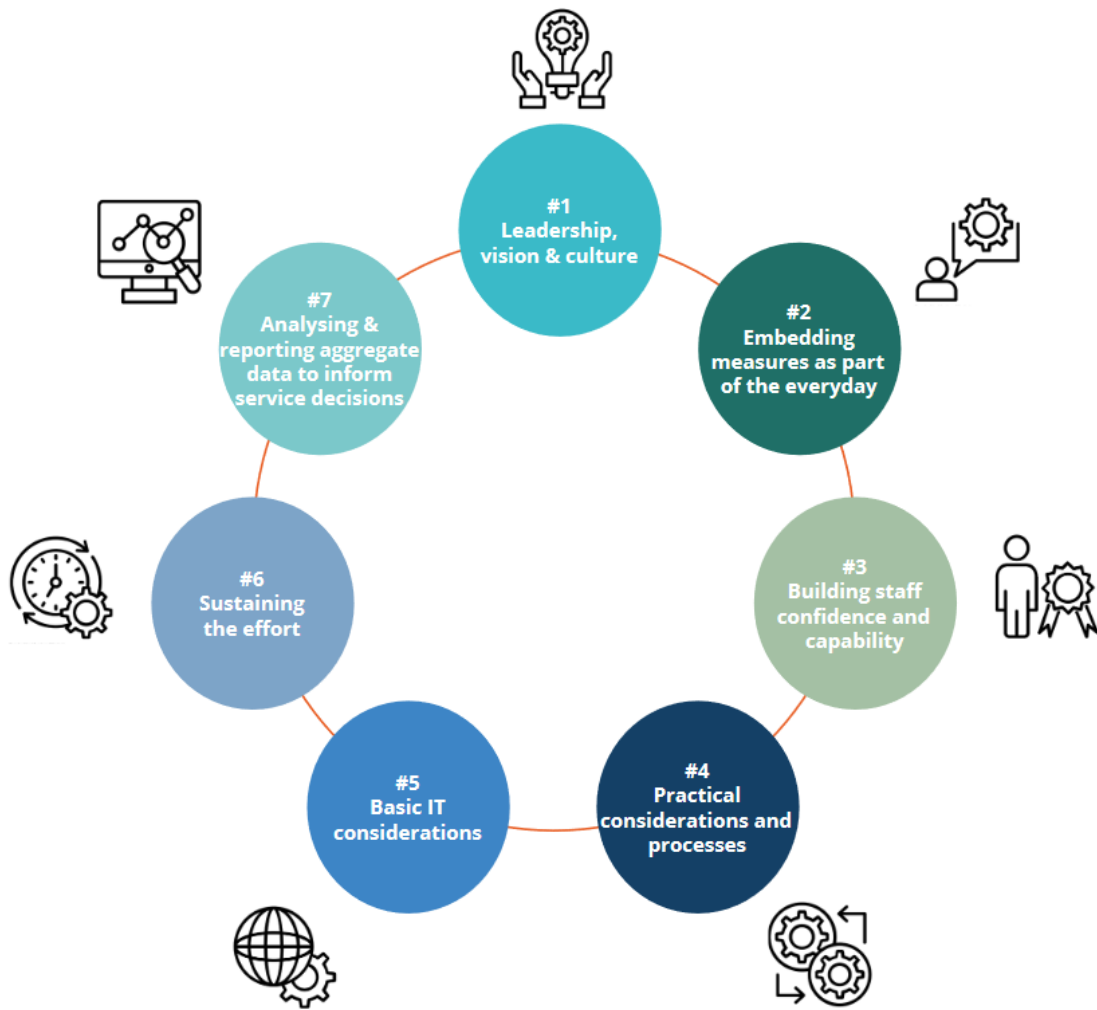 #1
Leadership,
vision & culture
#2
Embedding
measures as part
of the everyday
#3
Building staff
confidence and
capability
#4
Practical
considerations and
processes
#5
Basic IT
considerations
#6
Sustaining
the effort
#7
Analysing &
reporting aggregate
data to inform
service decisions